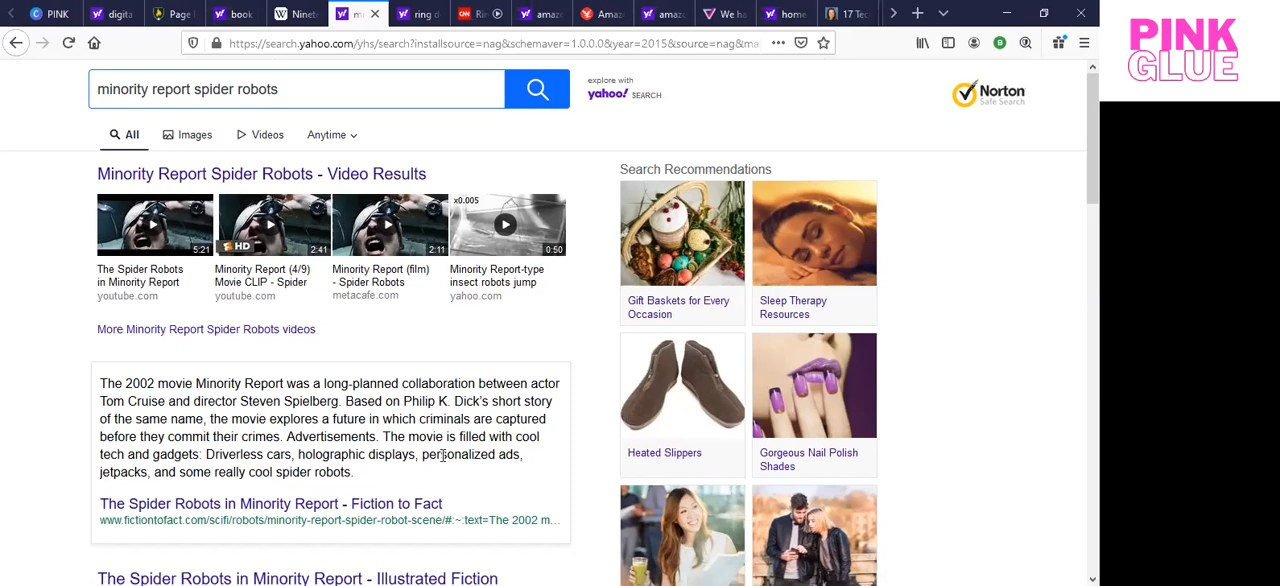 PINK
digita
Page |
book
Ninet
m
ring d
CNN
Rin
amazo
Amaz
amazo
We ha
home
17 Tec
PINK
GLUE
https://search.yahoo.com/yhs/search?installsource=nag&schemaver=1.0.0.0&year=2015&source=nag&ma
minority report spider robots
explore with
yahoo! SEARCH
Norton
Safe Search
All
Images
Videos
Anytime
Minority Report Spider Robots - Video Results
5:21
HD
2:41
2:11
x0.005
0:50
The Spider Robots
in Minority Report
youtube.com
Minority Report (4/9)
Movie CLIP - Spider
youtube.com
Minority Report (film)
- Spider Robots
metacafe.com
Minority Report-type
insect robots jump
yahoo.com
More Minority Report Spider Robots videos
The 2002 movie Minority Report was a long-planned collaboration between actor
Tom Cruise and director Steven Spielberg. Based on Philip K. Dick's short story
of the same name, the movie explores a future in which criminals are captured
before they commit their crimes. Advertisements. The movie is filled with cool
tech and gadgets: Driverless cars, holographic displays, personalized ads,
jetpacks, and some really cool spider robots.
The Spider Robots in Minority Report - Fiction to Fact
www.fictiontofact.com/scifi/robots/minority-report-spider-robot-scene/#:~:text=The 2002 m...
The Spider Robots in Minority Report - Illustrated Fiction
Search Recommendations
Gift Baskets for Every
Occasion
Sleep Therapy
Resources
Heated Slippers
Gorgeous Nail Polish
Shades